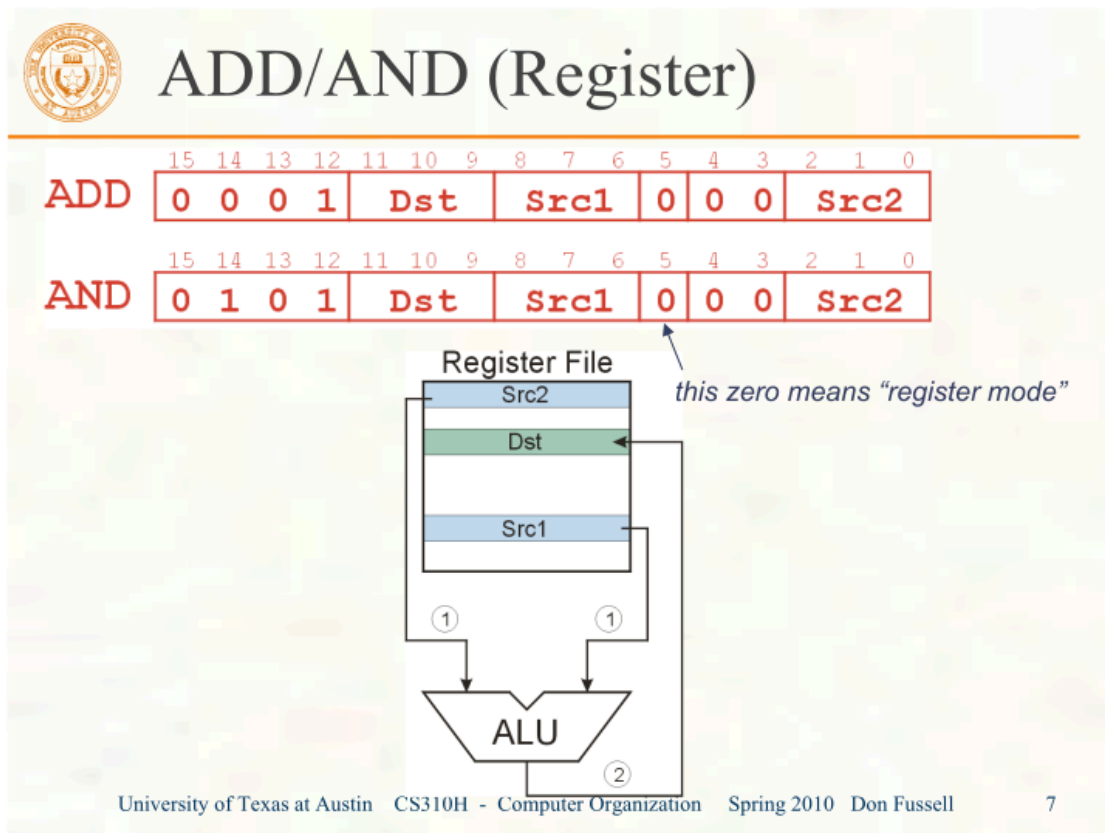 ADD/AND (Register)
15 14 13 12 11 10 9 8 7 6 5 4 3 2 1 0
ADD 0 0 0 1 Dst Src1 0 0 0 Src2
15 14 13 12 11 10 9 8 7 6 5 4 3 2 1 0
AND 0 1 0 1 Dst Src1 0 0 0 Src2
this zero means “register mode”
Register File
Src2
Dst
Src1
1 1
ALU
2
University of Texas at Austin CS310H - Computer Organization Spring 2010 Don Fussell 7